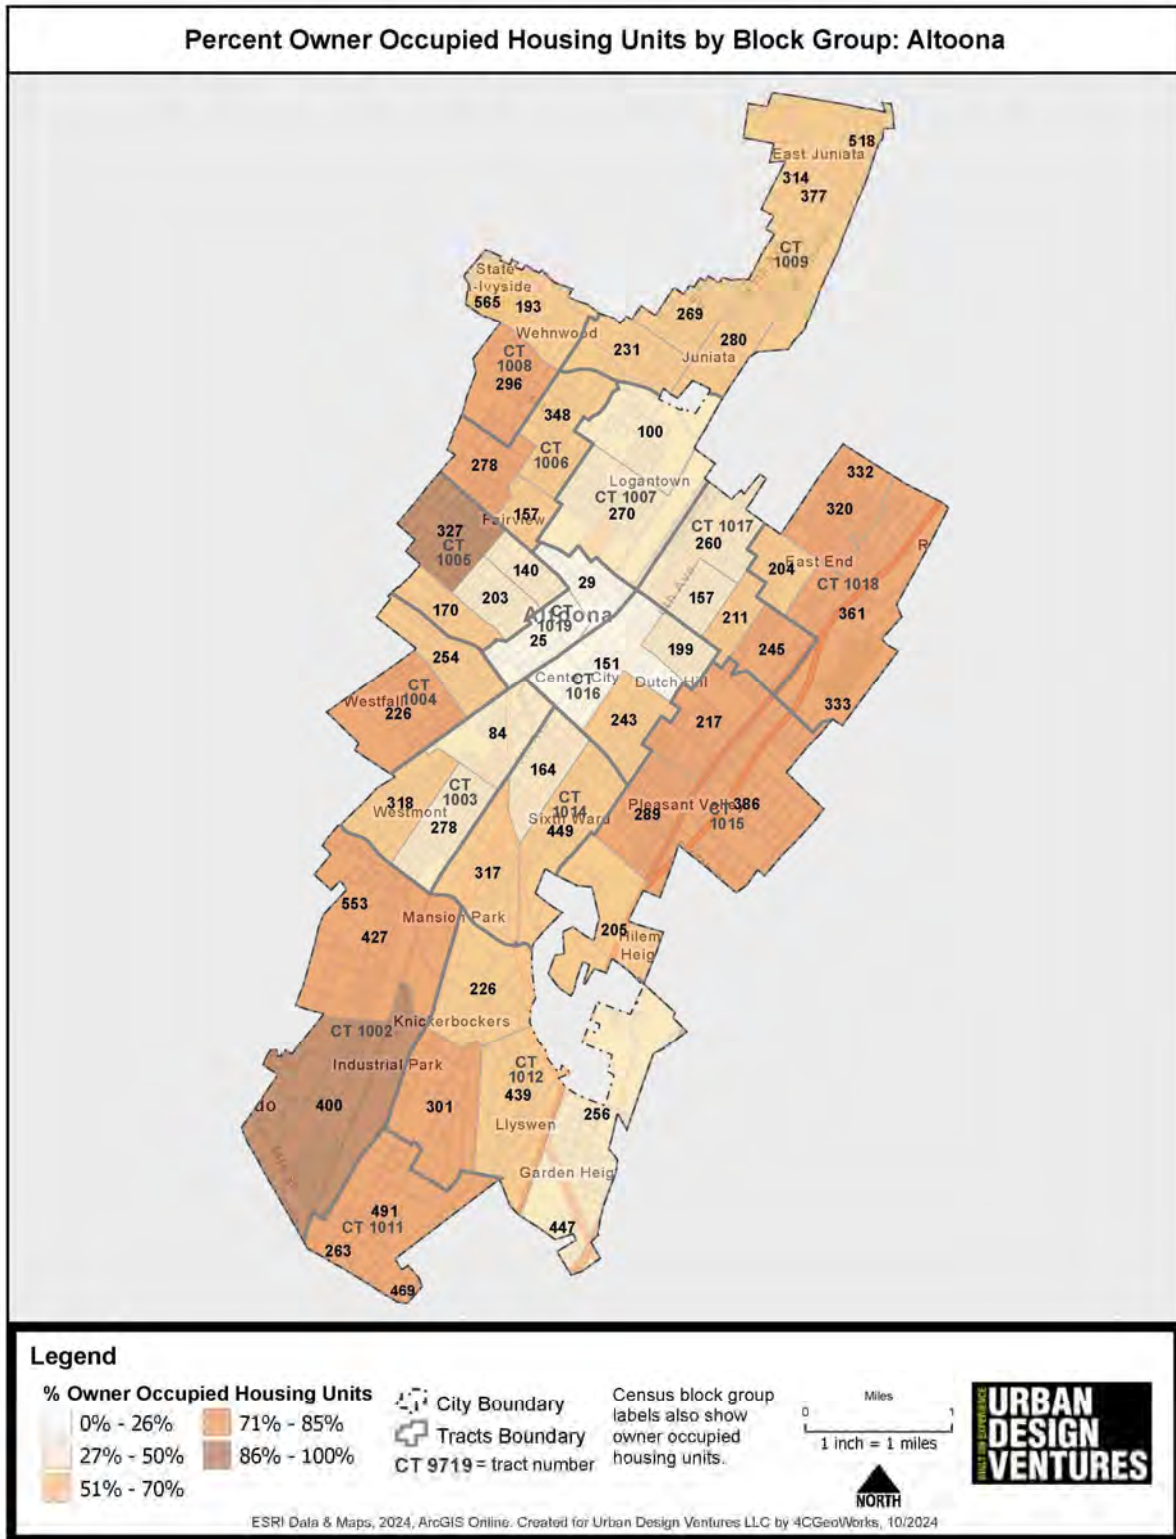 Percent Owner Occupied Housing Units by Block Group: Altoona
518
East Juniata
314
377
CT
1009
State
-Ivyside
565
193
269
Wehnwood
280
231
Juniata
CT
1008
296
348
100
CT
1006
278
332
Logantown
CT 1007
320
157
270
Fairview
CT 1017
R
327
CT
1005
260
East End
140
29
204
CT 1018
203
157
170
361
Altoona
CT
1019
211
25
199
245
254
151
Center City
Dutch Hill
CT
1016
CT
1004
Westfall
226
333
243
217
84
164
CT
1003
318
Westmont
CT
1014
Pleasant Valley
386
CT
1015
289
Sixth Ward
278
449
317
553
Mansion Park
427
205
Hilem
Heig
226
Knickerbockers
CT 1002
Industrial Park
CT
1012
439
do
400
301
256
Llyswen
Garden Heig
491
CT 1011
447
263
469
Legend
% Owner Occupied Housing Units
0% - 26%
27% - 50%
51% - 70%
71% - 85%
86% - 100%
City Boundary
Tracts Boundary
CT 9719 = tract number
Census block group
labels also show
owner occupied
housing units.
Miles
0 1
1 inch = 1 miles
NORTH
BUILT ON EXPERIENCE
URBAN
DESIGN
VENTURES
ESRI Data & Maps, 2024, ArcGIS Online. Created for Urban Design Ventures LLC by 4CGeoWorks, 10/2024